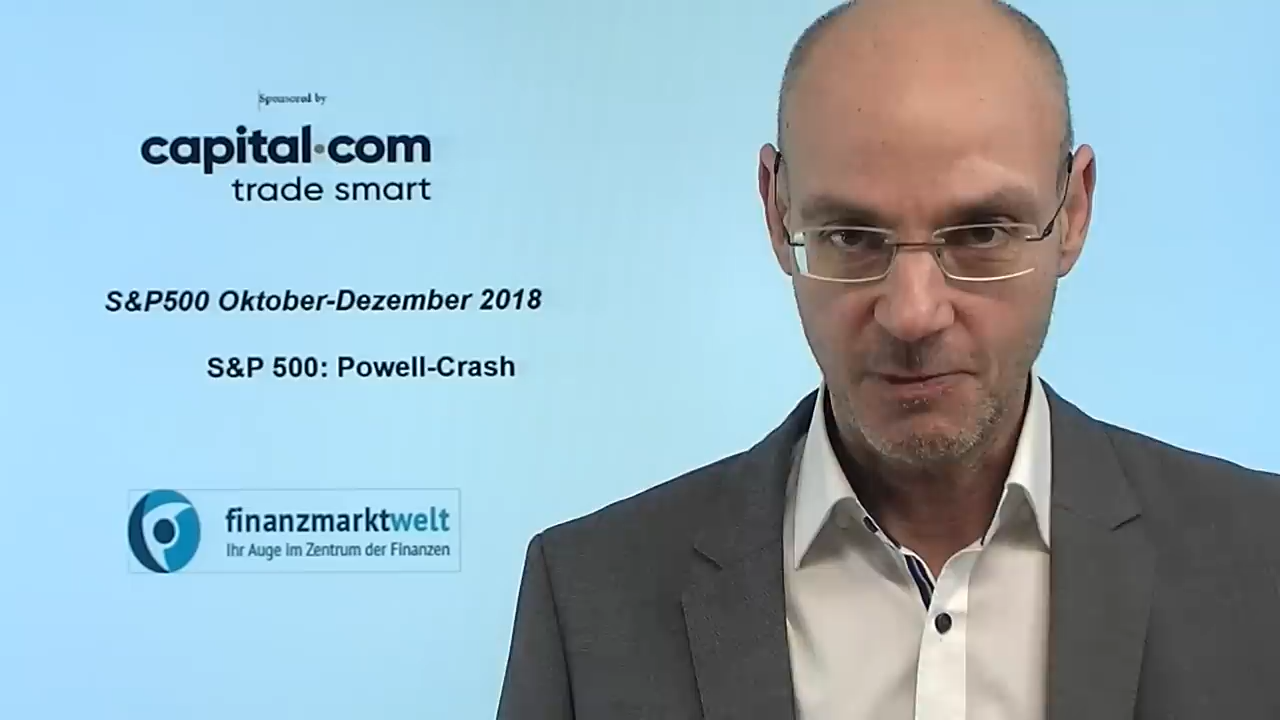 Sponsored by
capital.com
trade smart
S&P500 Oktober-Dezember 2018
S&P 500: Powell-Crash
finanzmarktwelt
Ihr Auge im Zentrum der Finanzen